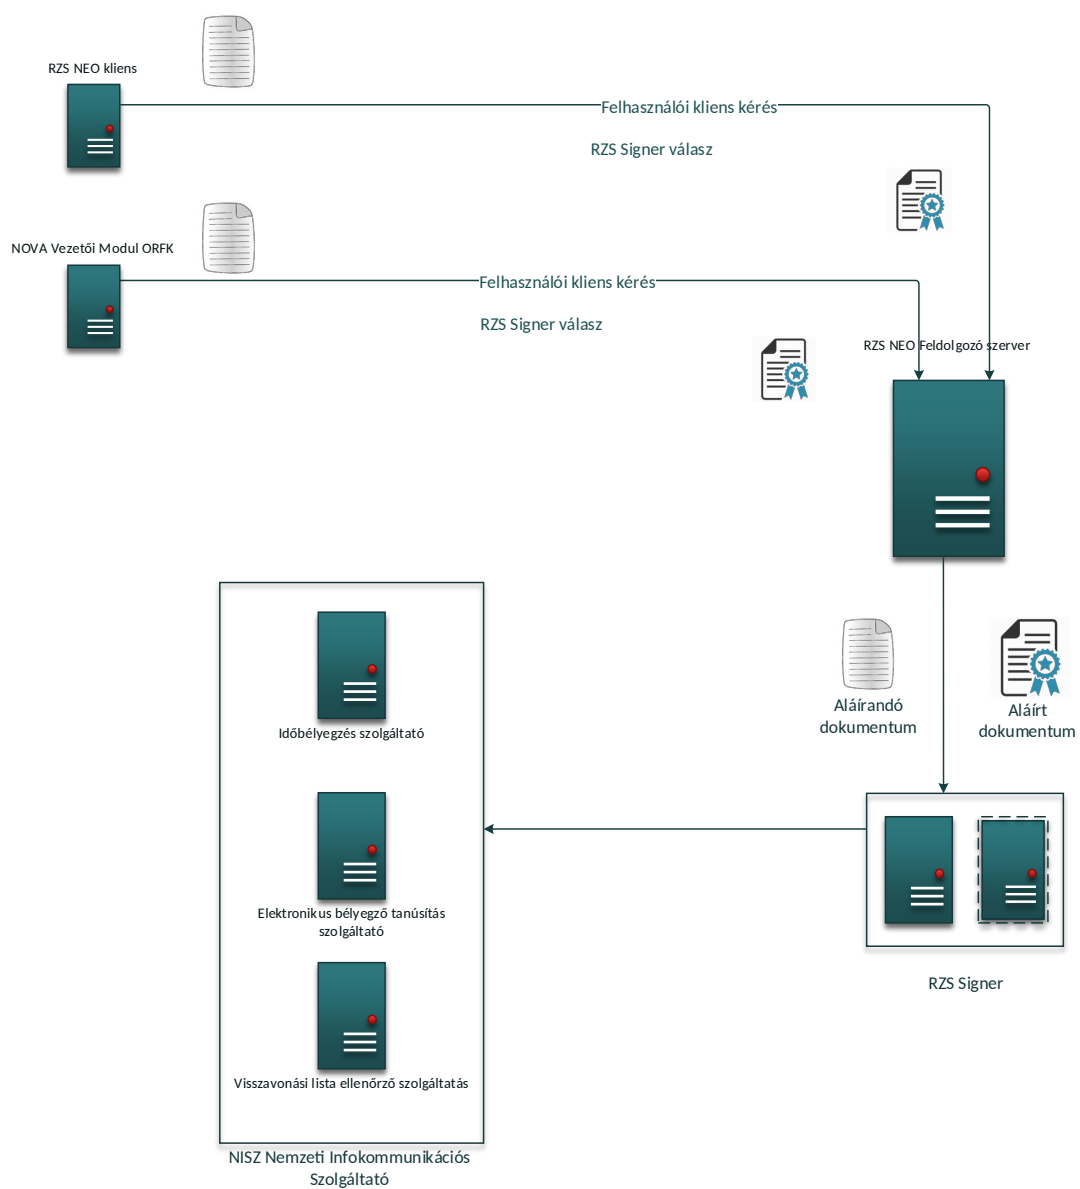 RZS NEO kliens
Felhasználói kliens kérés
RZS Signer válasz
NOVA Vezetői Modul ORFK
Felhasználói kliens kérés
RZS Signer válasz
RZS NEO Feldolgozó szerver
Aláírandó
dokumentum
Aláírt
dokumentum
Időbélyegzés szolgáltató
Elektronikus bélyegző tanúsítás
szolgáltató
RZS Signer
Visszavonási lista ellenőrző szolgáltatás
NISZ Nemzeti Infokommunikációs
Szolgáltató